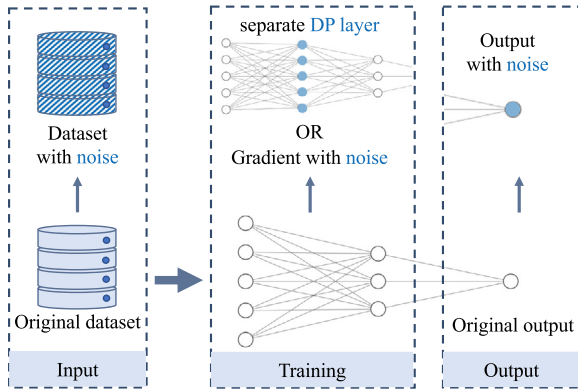 Dataset
with noise
Original dataset
Input
separate DP layer
OR
Gradient with noise
Training
Output
with noise
Original output
Output